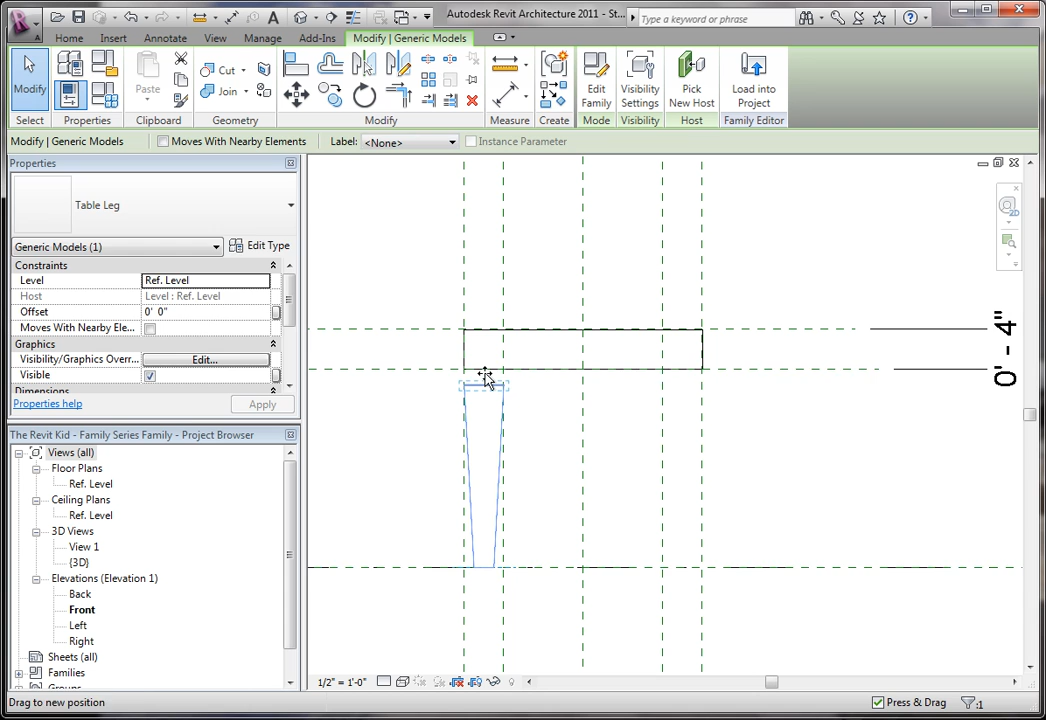 Autodesk Revit Architecture 2011 - St...
Type a keyword or phrase
Home Insert Annotate View Manage Add-Ins Modify | Generic Models
Modify
Paste
Cut
Join
Edit Family
Visibility Settings
Pick New Host
Load into Project
Select Properties Clipboard Geometry Modify Measure Create Mode Visibility Host Family Editor
Modify | Generic Models Moves With Nearby Elements Label: <None> Instance Parameter
Properties
Table Leg
Generic Models (1) Edit Type
Constraints
Level Ref. Level
Host Level : Ref. Level
Offset 0' 0"
Moves With Nearby Ele...
Graphics
Visibility/Graphics Overr... Edit...
Visible
Dimensions
Properties help Apply
The Revit Kid - Family Series Family - Project Browser
Views (all)
Floor Plans
Ref. Level
Ceiling Plans
Ref. Level
3D Views
View 1
{3D}
Elevations (Elevation 1)
Back
Front
Left
Right
Sheets (all)
Families
Groups
0' - 4"
2D
1/2" = 1'-0"
Drag to new position Press & Drag :1